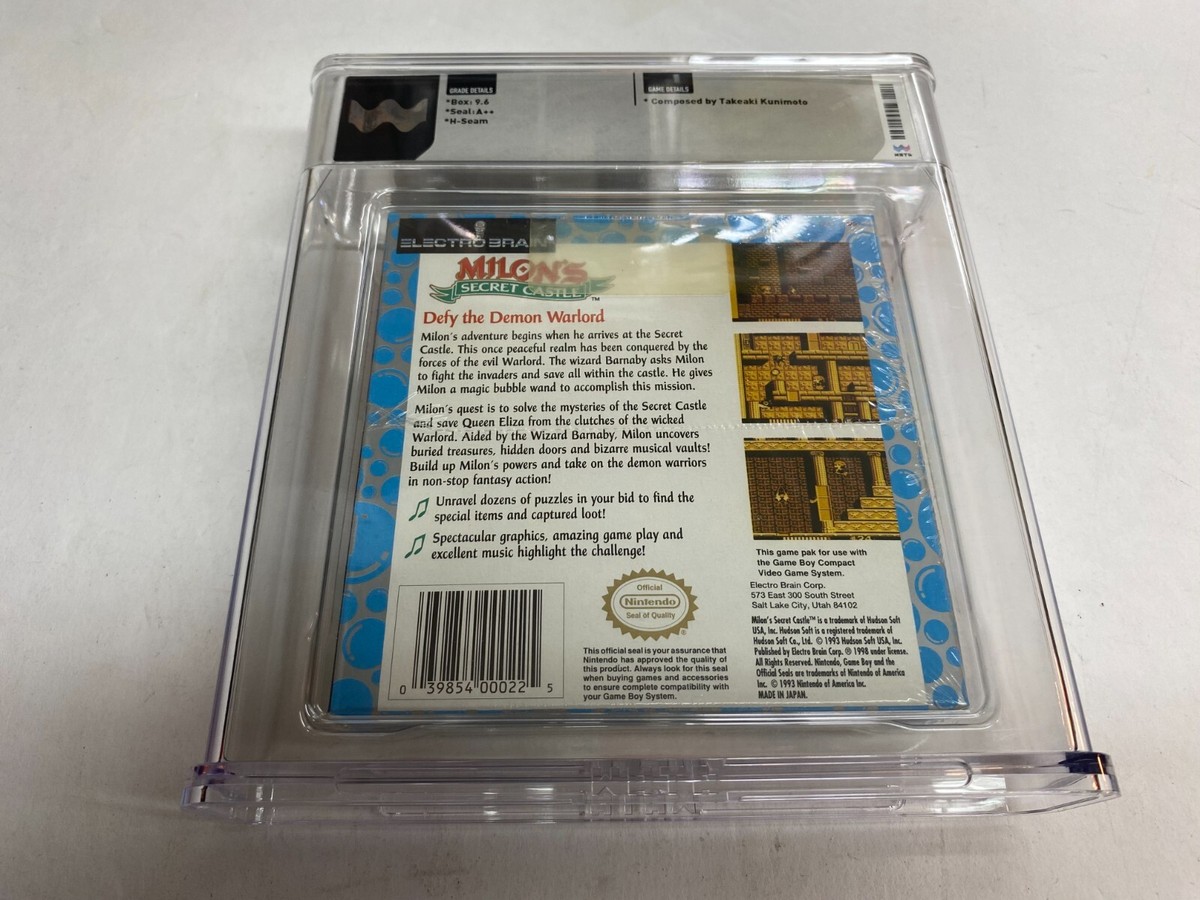 GRADE DETAILS
*Box: 9.6
*Seal: A++
*H-Seam
GAME DETAILS
* Composed by Takeaki Kunimoto
WATA
ELECTRO BRAIN
MILON'S
SECRET CASTLE
TM
Defy the Demon Warlord
Milon's adventure begins when he arrives at the Secret
Castle. This once peaceful realm has been conquered by the
forces of the evil Warlord. The wizard Barnaby asks Milon
to fight the invaders and save all within the castle. He gives
Milon a magic bubble wand to accomplish this mission.
Milon's quest is to solve the mysteries of the Secret Castle
and save Queen Eliza from the clutches of the wicked
Warlord. Aided by the Wizard Barnaby, Milon uncovers
buried treasures, hidden doors and bizarre musical vaults!
Build up Milon's powers and take on the demon warriors
in non-stop fantasy action!
Unravel dozens of puzzles in your bid to find the
special items and captured loot!
Spectacular graphics, amazing game play and
excellent music highlight the challenge!
0 39854 00022 5
Official
Nintendo
Seal of Quality
®
This official seal is your assurance that
Nintendo has approved the quality of
this product. Always look for this seal
when buying games and accessories
to ensure complete compatibility with
your Game Boy System.
This game pak for use with
the Game Boy Compact
Video Game System.
Electro Brain Corp.
573 East 300 South Street
Salt Lake City, Utah 84102
Milon's Secret Castle™ is a trademark of Hudson Soft
USA, Inc. Hudson Soft is a registered trademark of
Hudson Soft Co., Ltd. © 1993 Hudson Soft USA, Inc.
Published by Electro Brain Corp. ® 1998 under license.
All Rights Reserved. Nintendo, Game Boy and the
Official Seals are trademarks of Nintendo of America
Inc. © 1993 Nintendo of America Inc.
MADE IN JAPAN.